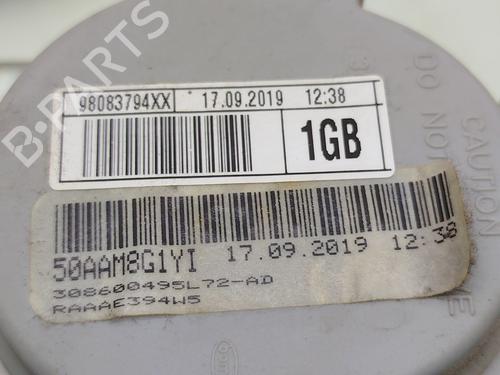 B-PARTS
98083794XX 17.09.2019 12:38
1GB
50AAM8G1YI 17.09.2019 12:38
308600495L72-AD
RAAAE394W5
CAUTION
DO NOT